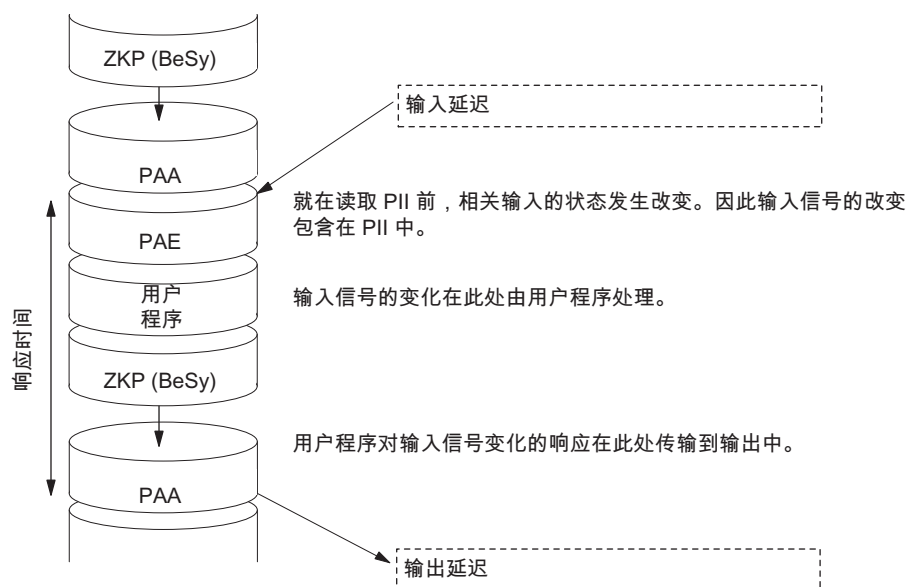 ZKP (BeSy)
输入延迟
PAA
就在读取 PII 前，相关输入的状态发生改变。因此输入信号的改变
包含在 PII 中。
PAE
用户
程序
输入信号的变化在此处由用户程序处理。
响应时间
ZKP (BeSy)
用户程序对输入信号变化的响应在此处传输到输出中。
PAA
输出延迟